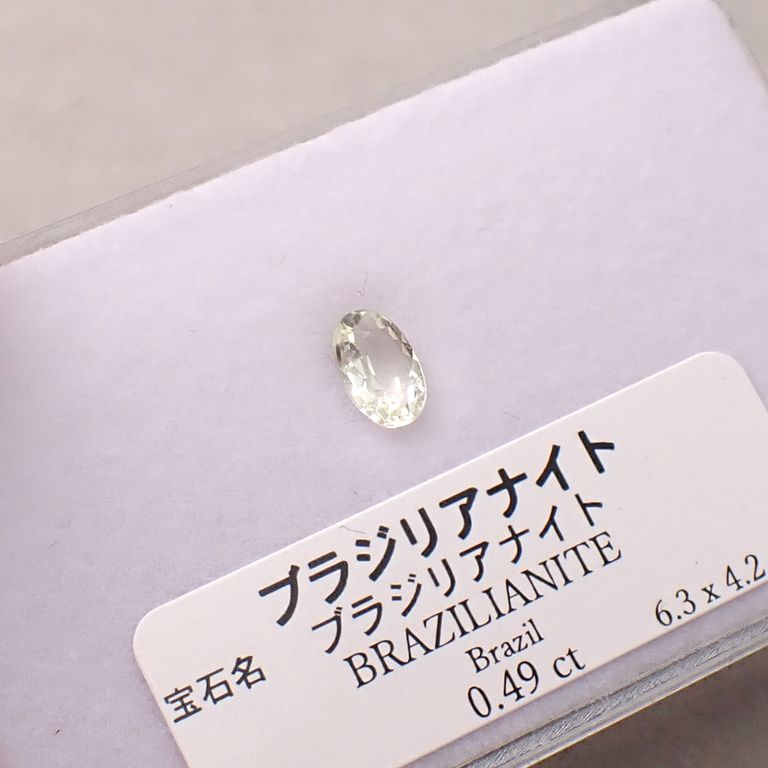 ブラジリアナイト
宝石名 ブラジリアナイト
BRAZILIANITE
Brazil
0.49 ct 6.3 x 4.2